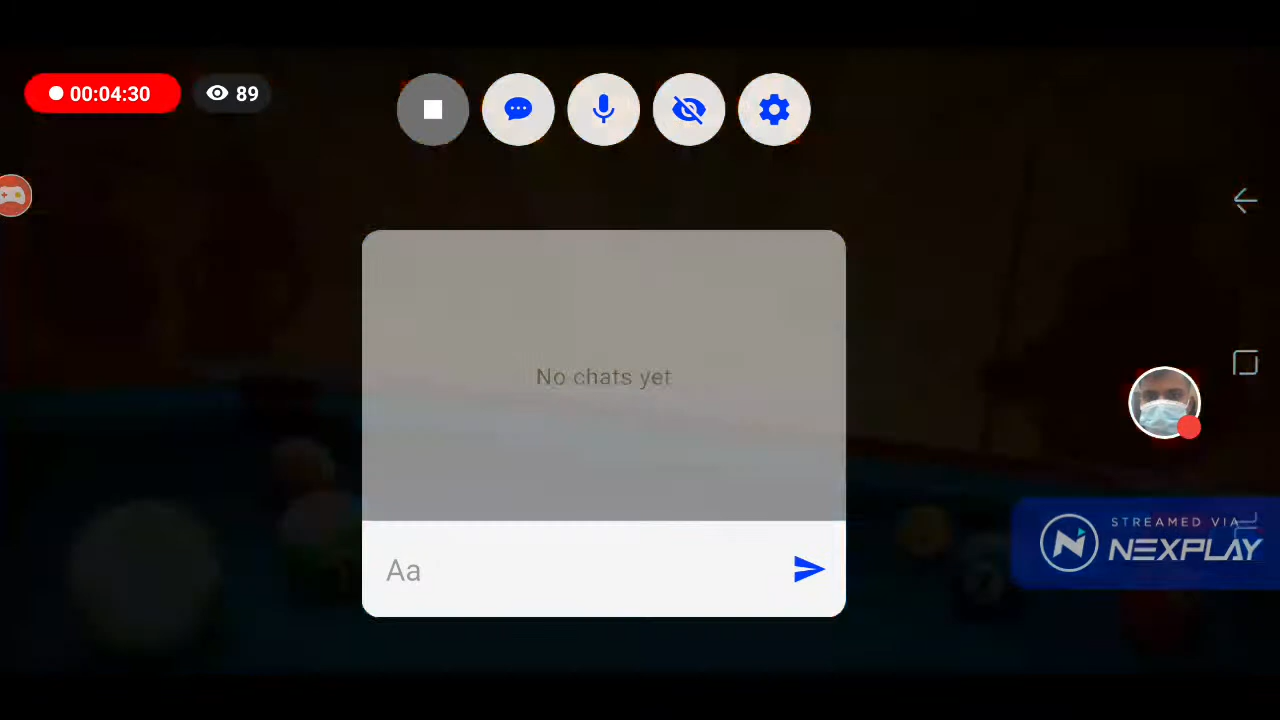 00:04:30
89
No chats yet
Aa
STREAMED VIA
NEXPLAY